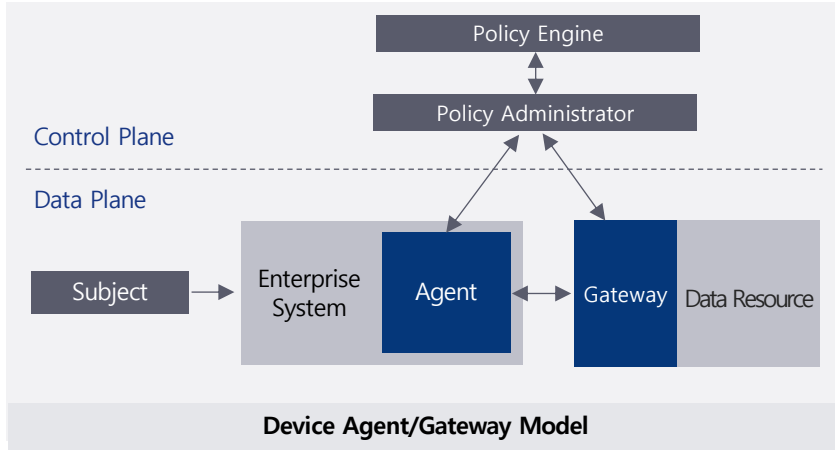 Policy Engine
Policy Administrator
Control Plane
Data Plane
Subject
Enterprise
System
Agent
Gateway
Data Resource
Device Agent/Gateway Model